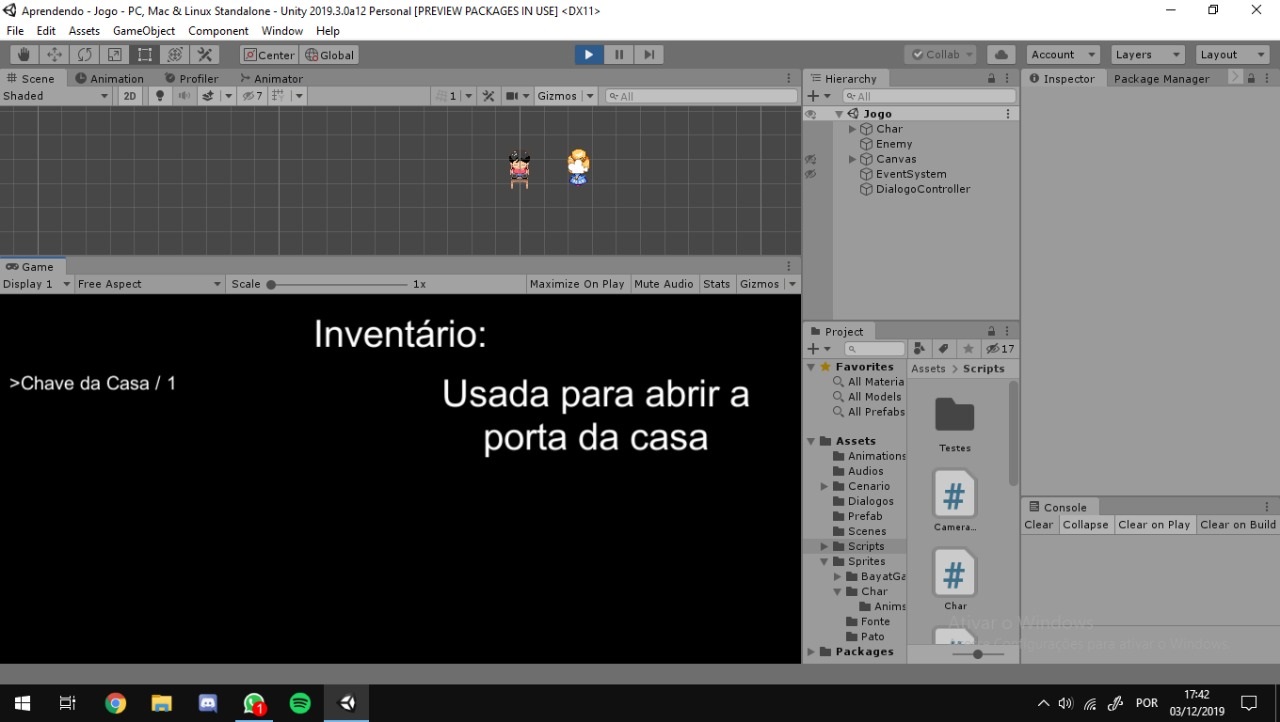 Aprendendo - Jogo - PC, Mac & Linux Standalone - Unity 2019.3.0a12 Personal [PREVIEW PACKAGES IN USE] <DX11>
File Edit Assets GameObject Component Window Help
Center Global Collab Account Layers Layout
Scene Animation Profiler Animator
Shaded 2D 7 1 Gizmos All
Game
Display 1 Free Aspect Scale 1x Maximize On Play Mute Audio Stats Gizmos
Inventário:
>Chave da Casa / 1
Usada para abrir a
porta da casa
Hierarchy
All
Jogo
Char
Enemy
Canvas
EventSystem
DialogoController
Project
17
Favorites
All Materia
All Models
All Prefabs
Assets
Animations
Audios
Cenario
Dialogos
Prefab
Scenes
Scripts
Sprites
BayatGa
Char
Anims
Fonte
Pato
Packages
Assets > Scripts
Testes
Camera...
Char
Inspector Package Manager
Console
Clear Collapse Clear on Play Clear on Build
Ativar o Windows
Configurações para ativar o Windows.
POR
17:42
03/12/2019
1